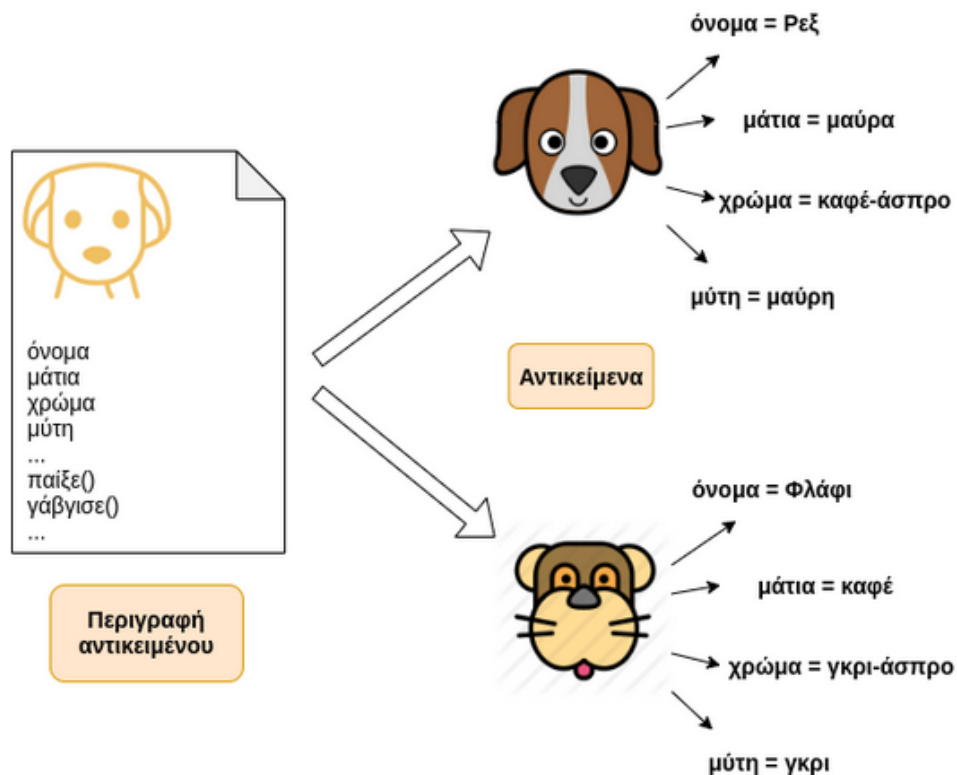 όνομα
μάτια
χρώμα
μύτη
...
παίξε()
γάβγισε()
...
Περιγραφή
αντικειμένου
όνομα = Ρεξ
μάτια = μαύρα
χρώμα = καφέ-άσπρο
μύτη = μαύρη
Αντικείμενα
όνομα = Φλάφι
μάτια = καφέ
χρώμα = γκρι-άσπρο
μύτη = γκρι